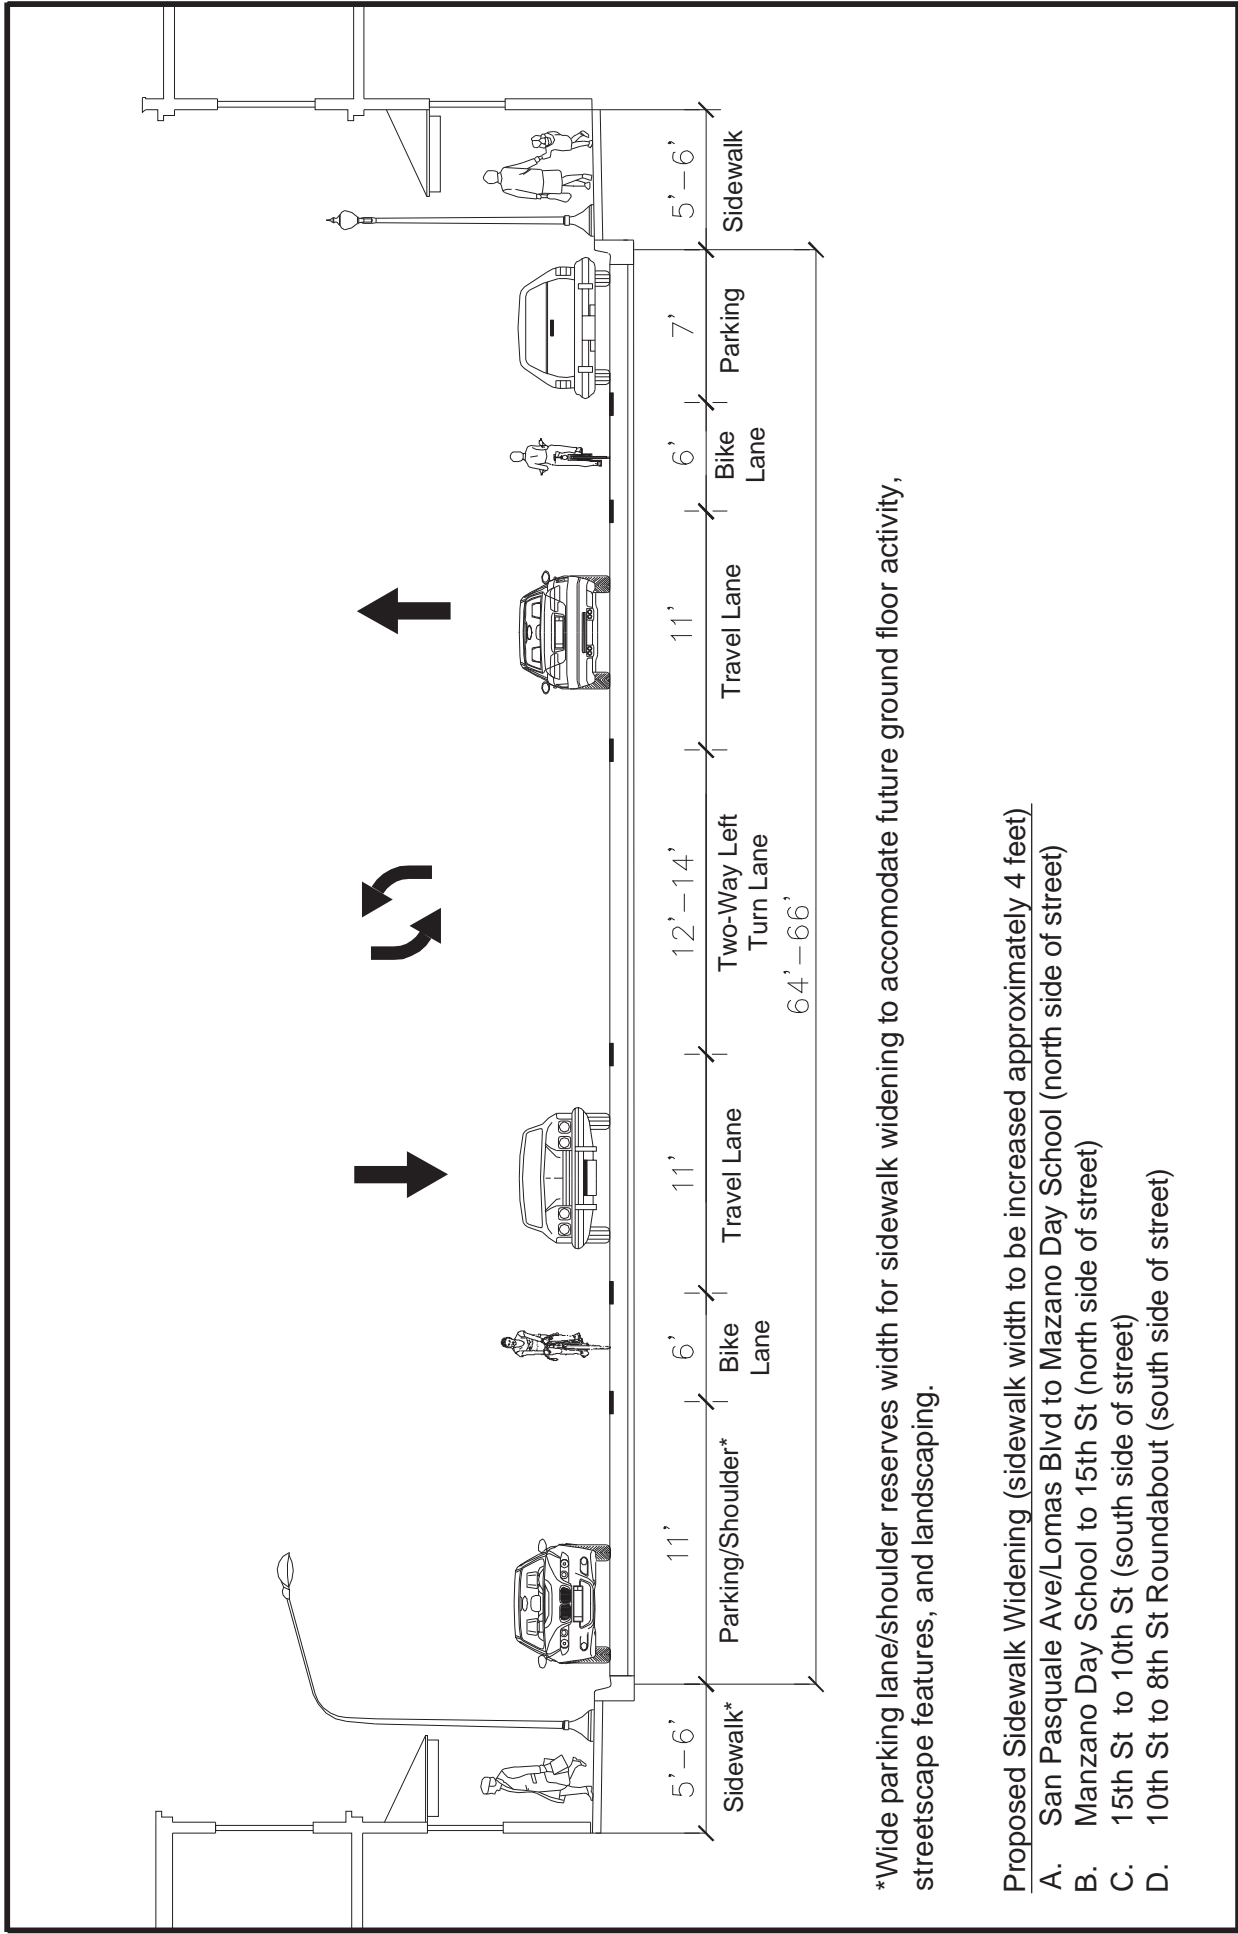 5'-6'
11'
6'
11'
12'-14'
11'
6'
7'
5'-6'
Sidewalk*
Parking/Shoulder*
Bike
Lane
Travel Lane
Two-Way Left
Turn Lane
Travel Lane
Bike
Lane
Parking
Sidewalk
64'-66'
*Wide parking lane/shoulder reserves width for sidewalk widening to accomodate future ground floor activity,
streetscape features, and landscaping.
Proposed Sidewalk Widening (sidewalk width to be increased approximately 4 feet)
A. San Pasquale Ave/Lomas Blvd to Mazano Day School (north side of street)
B. Manzano Day School to 15th St (north side of street)
C. 15th St to 10th St (south side of street)
D. 10th St to 8th St Roundabout (south side of street)